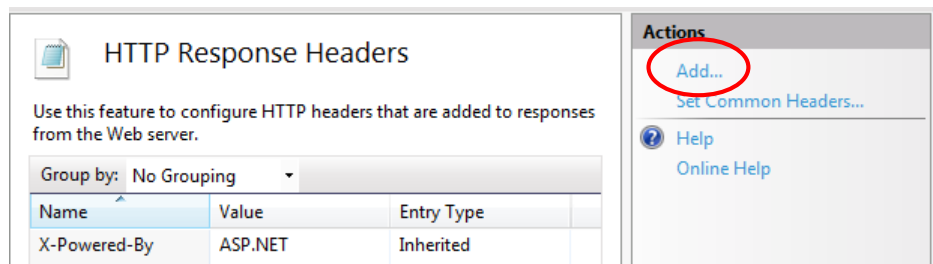 HTTP Response Headers
Use this feature to configure HTTP headers that are added to responses
from the Web server.
Group by: No Grouping
Name Value Entry Type
X-Powered-By ASP.NET Inherited
Actions
Add...
Set Common Headers...
Help
Online Help